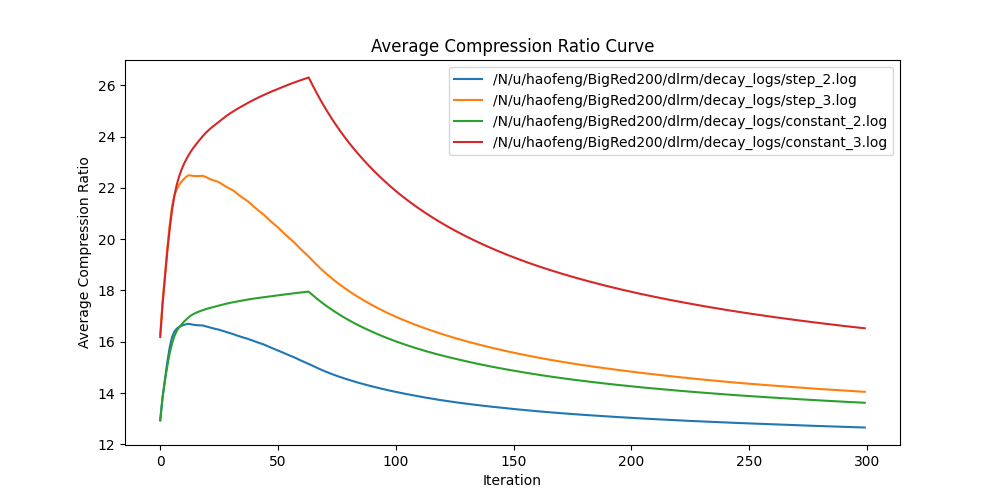 Average Compression Ratio Curve
/N/u/haofeng/BigRed200/dlrm/decay_logs/step_2.log
/N/u/haofeng/BigRed200/dlrm/decay_logs/step_3.log
/N/u/haofeng/BigRed200/dlrm/decay_logs/constant_2.log
/N/u/haofeng/BigRed200/dlrm/decay_logs/constant_3.log
Average Compression Ratio
26
24
22
20
18
16
14
12
0 50 100 150 200 250 300
Iteration